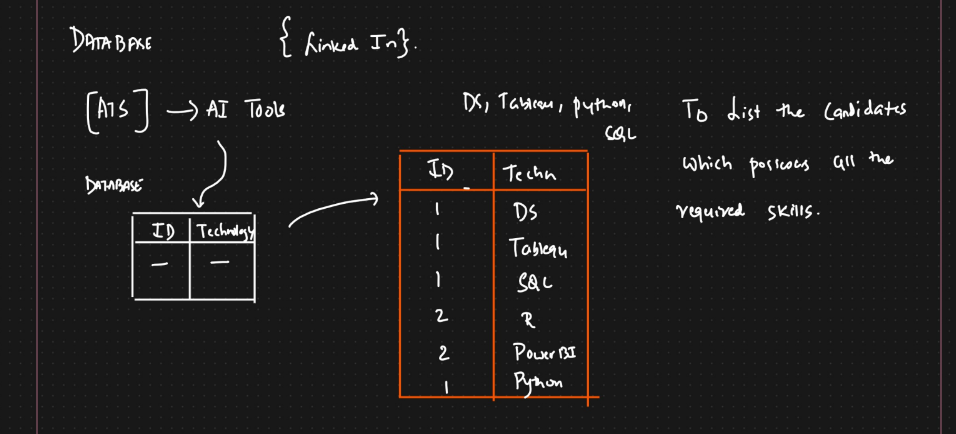 DATABASE {Linked In}.
[ATS] → AI Tools
DS, Tableau, python,
SQL
To List the Candidates
which possess all the
required skills.
DATABASE
ID Technology
— —
ID Techn
1 DS
1 Tableau
1 SQL
2 R
2 Power BI
1 Python